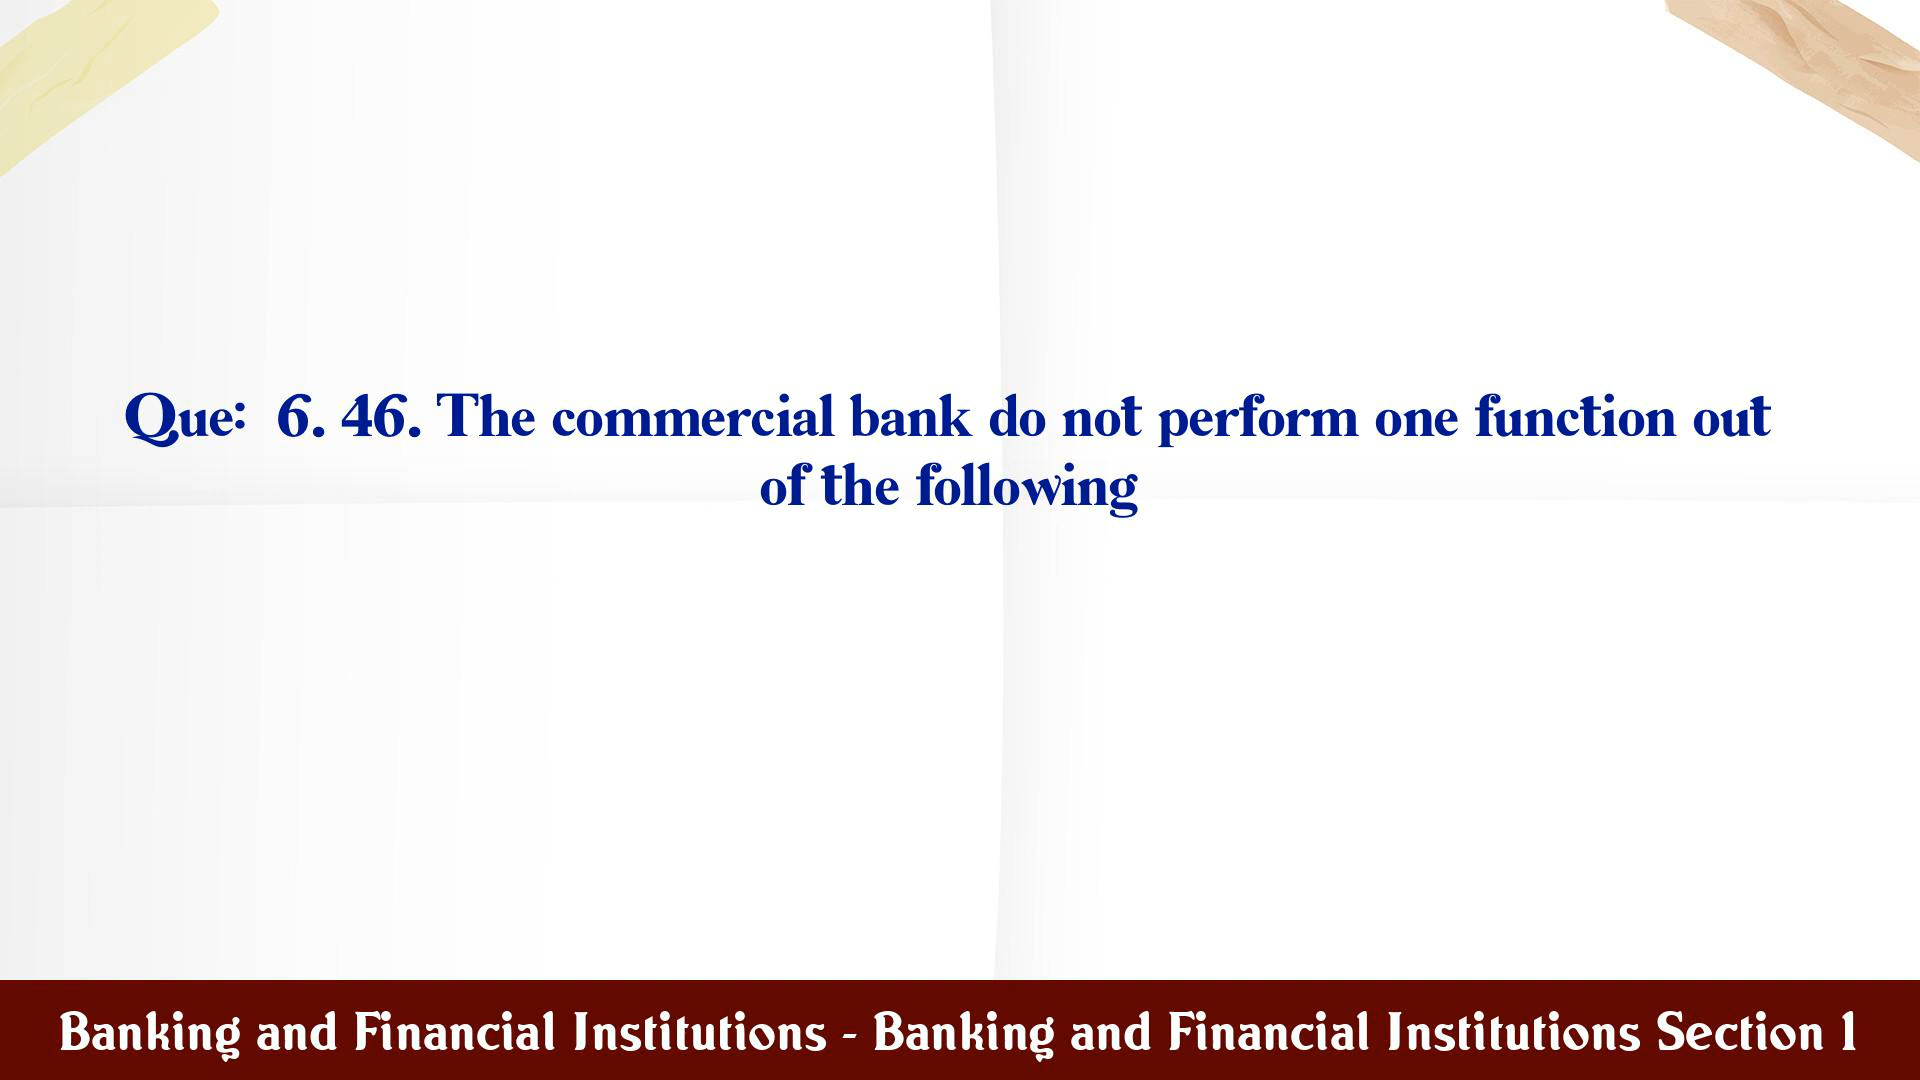 Que: 6. 46. The commercial bank do not perform one function out
of the following
Banking and Financial Institutions - Banking and Financial Institutions Section 1